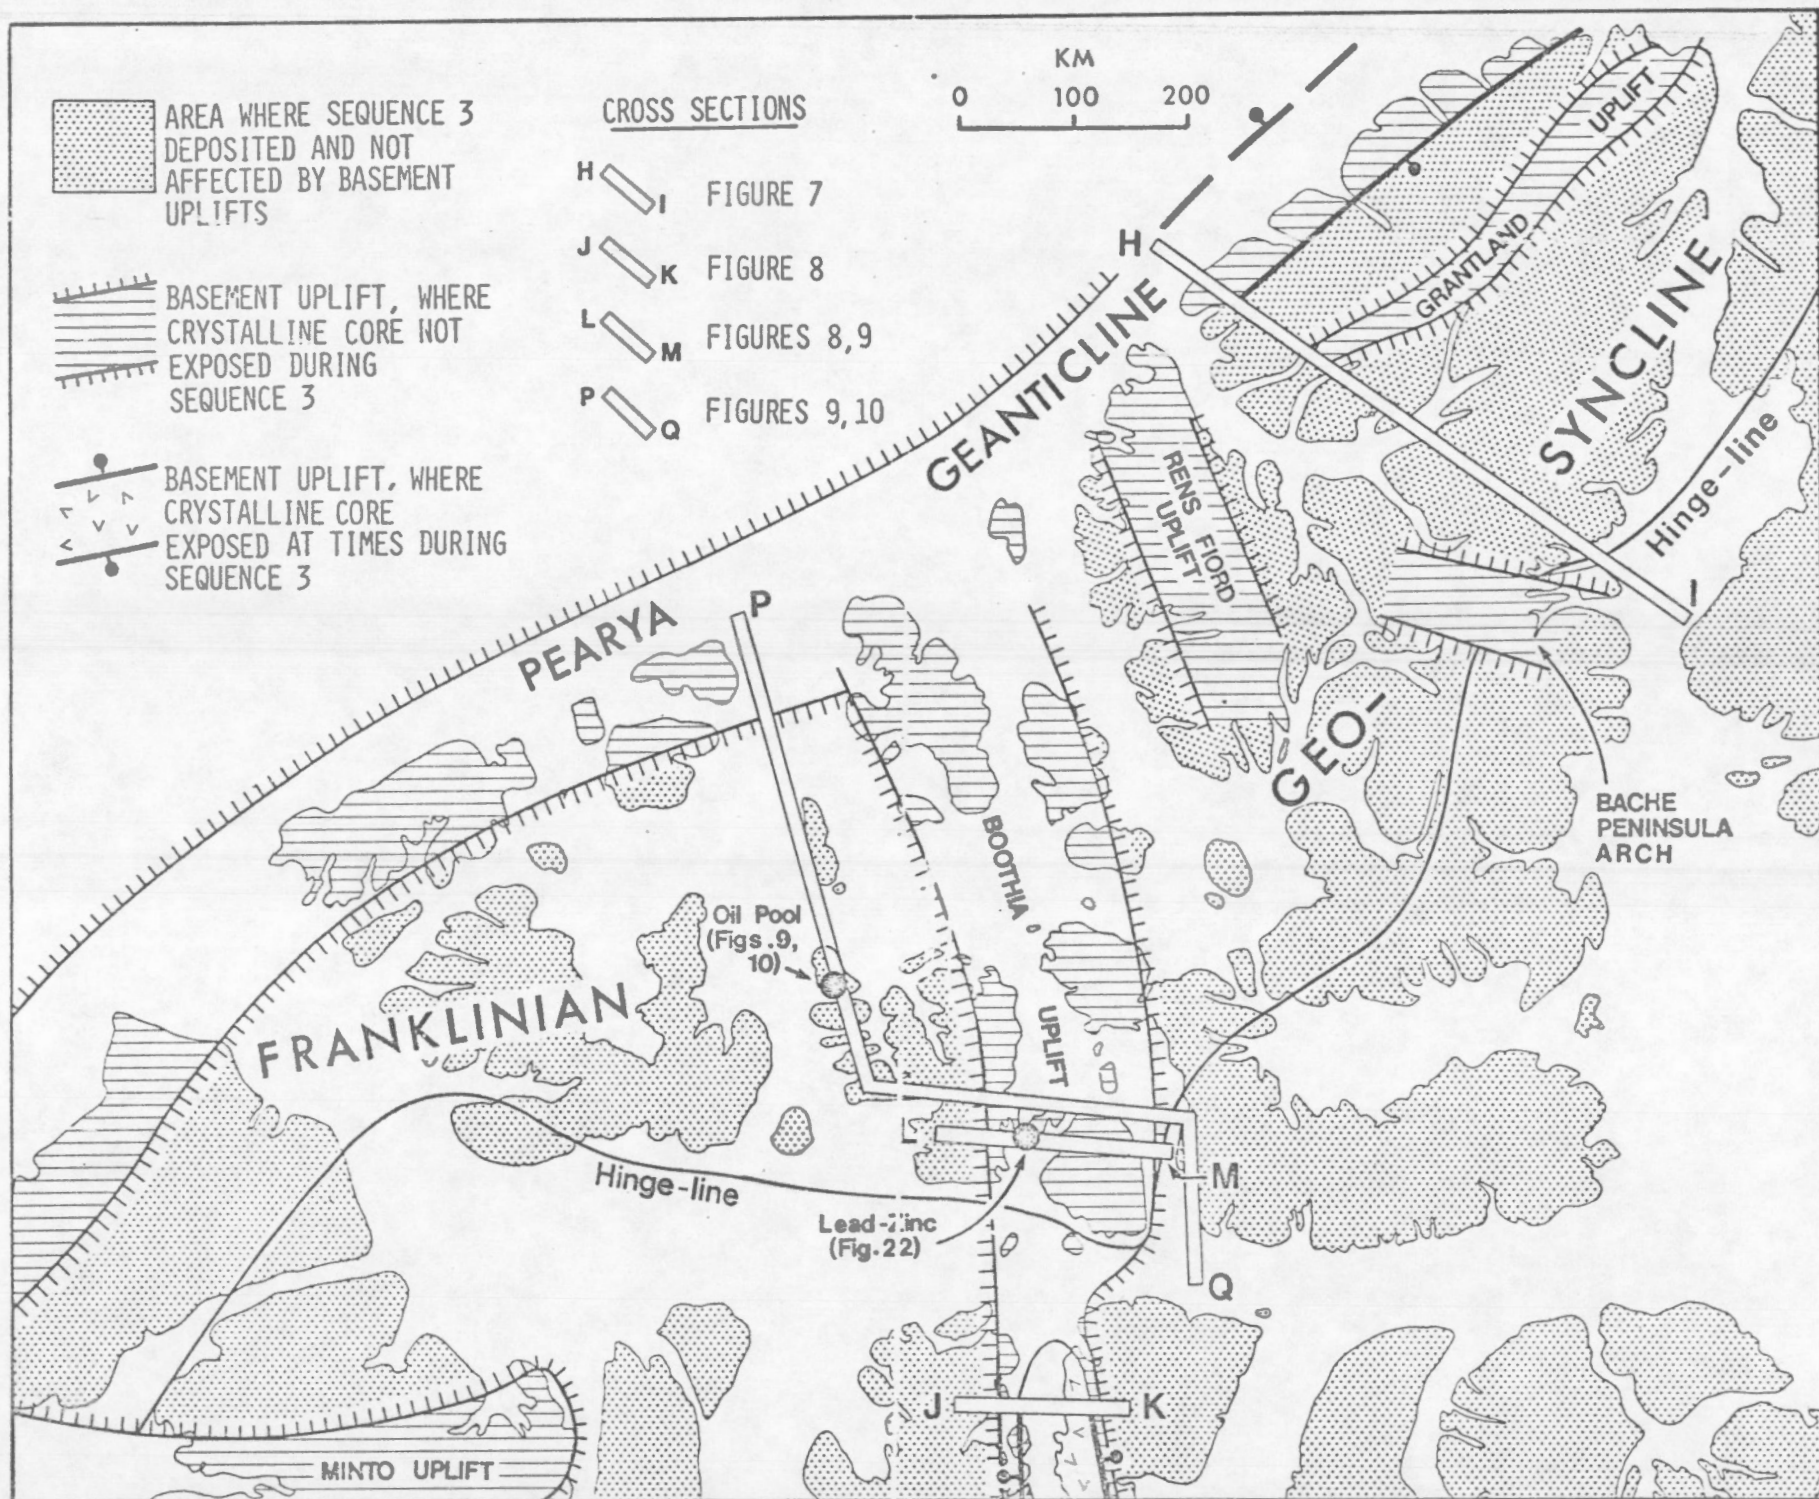 AREA WHERE SEQUENCE 3
DEPOSITED AND NOT
AFFECTED BY BASEMENT
UPLIFTS
BASEMENT UPLIFT, WHERE
CRYSTALLINE CORE NOT
EXPOSED DURING
SEQUENCE 3
BASEMENT UPLIFT, WHERE
CRYSTALLINE CORE
EXPOSED AT TIMES DURING
SEQUENCE 3
CROSS SECTIONS
H
I
FIGURE 7
J
K
FIGURE 8
L
M
FIGURES 8,9
P
Q
FIGURES 9,10
KM
0 100 200
UPLIFT
GRANTLAND
H
GEANTICLINE
SYNCLINE
Hinge-line
I
RENS FIORD
UPLIFT
PEARYA
P
GEO-
BACHE
PENINSULA
ARCH
BOOTHIA
UPLIFT
Oil Pool
(Figs.9,
10)
FRANKLINIAN
L
M
Hinge-line
Lead-Zinc
(Fig.22)
Q
J
K
MINTO UPLIFT